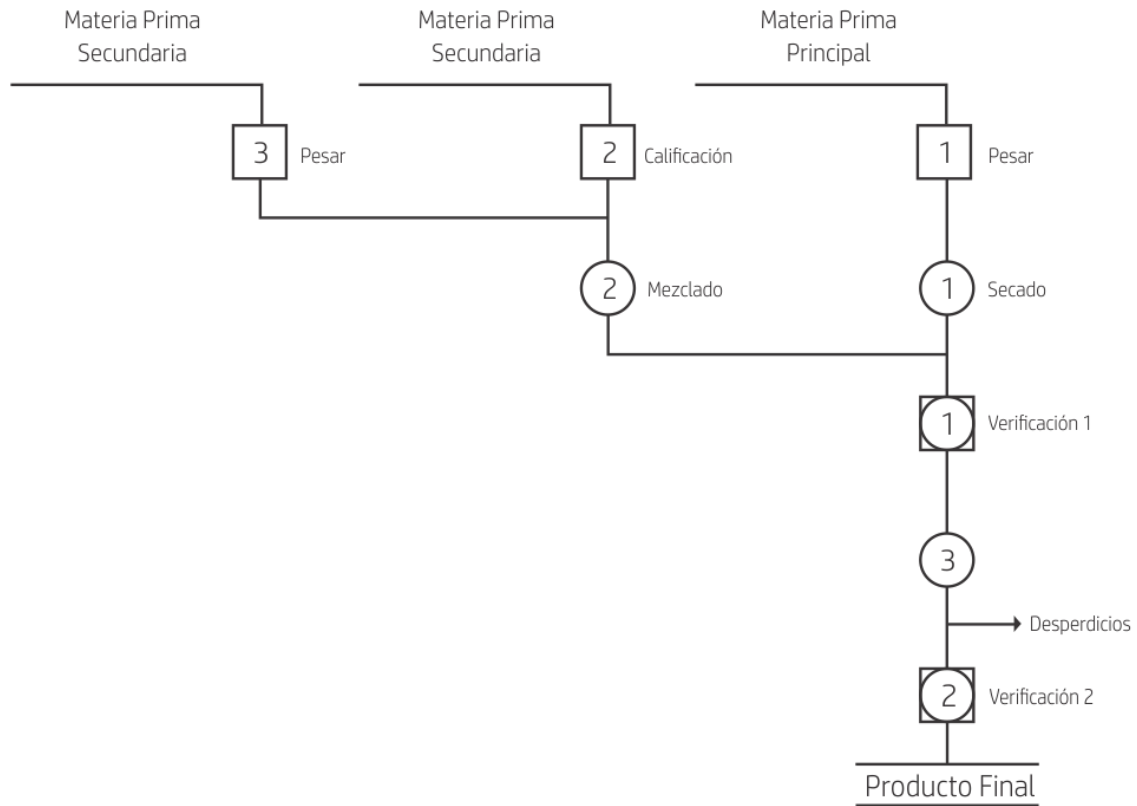 Materia Prima
Secundaria
Materia Prima
Secundaria
Materia Prima
Principal
3 Pesar
2 Calificación
1 Pesar
2 Mezclado
1 Secado
1 Verificación 1
3
Desperdicios
2 Verificación 2
Producto Final